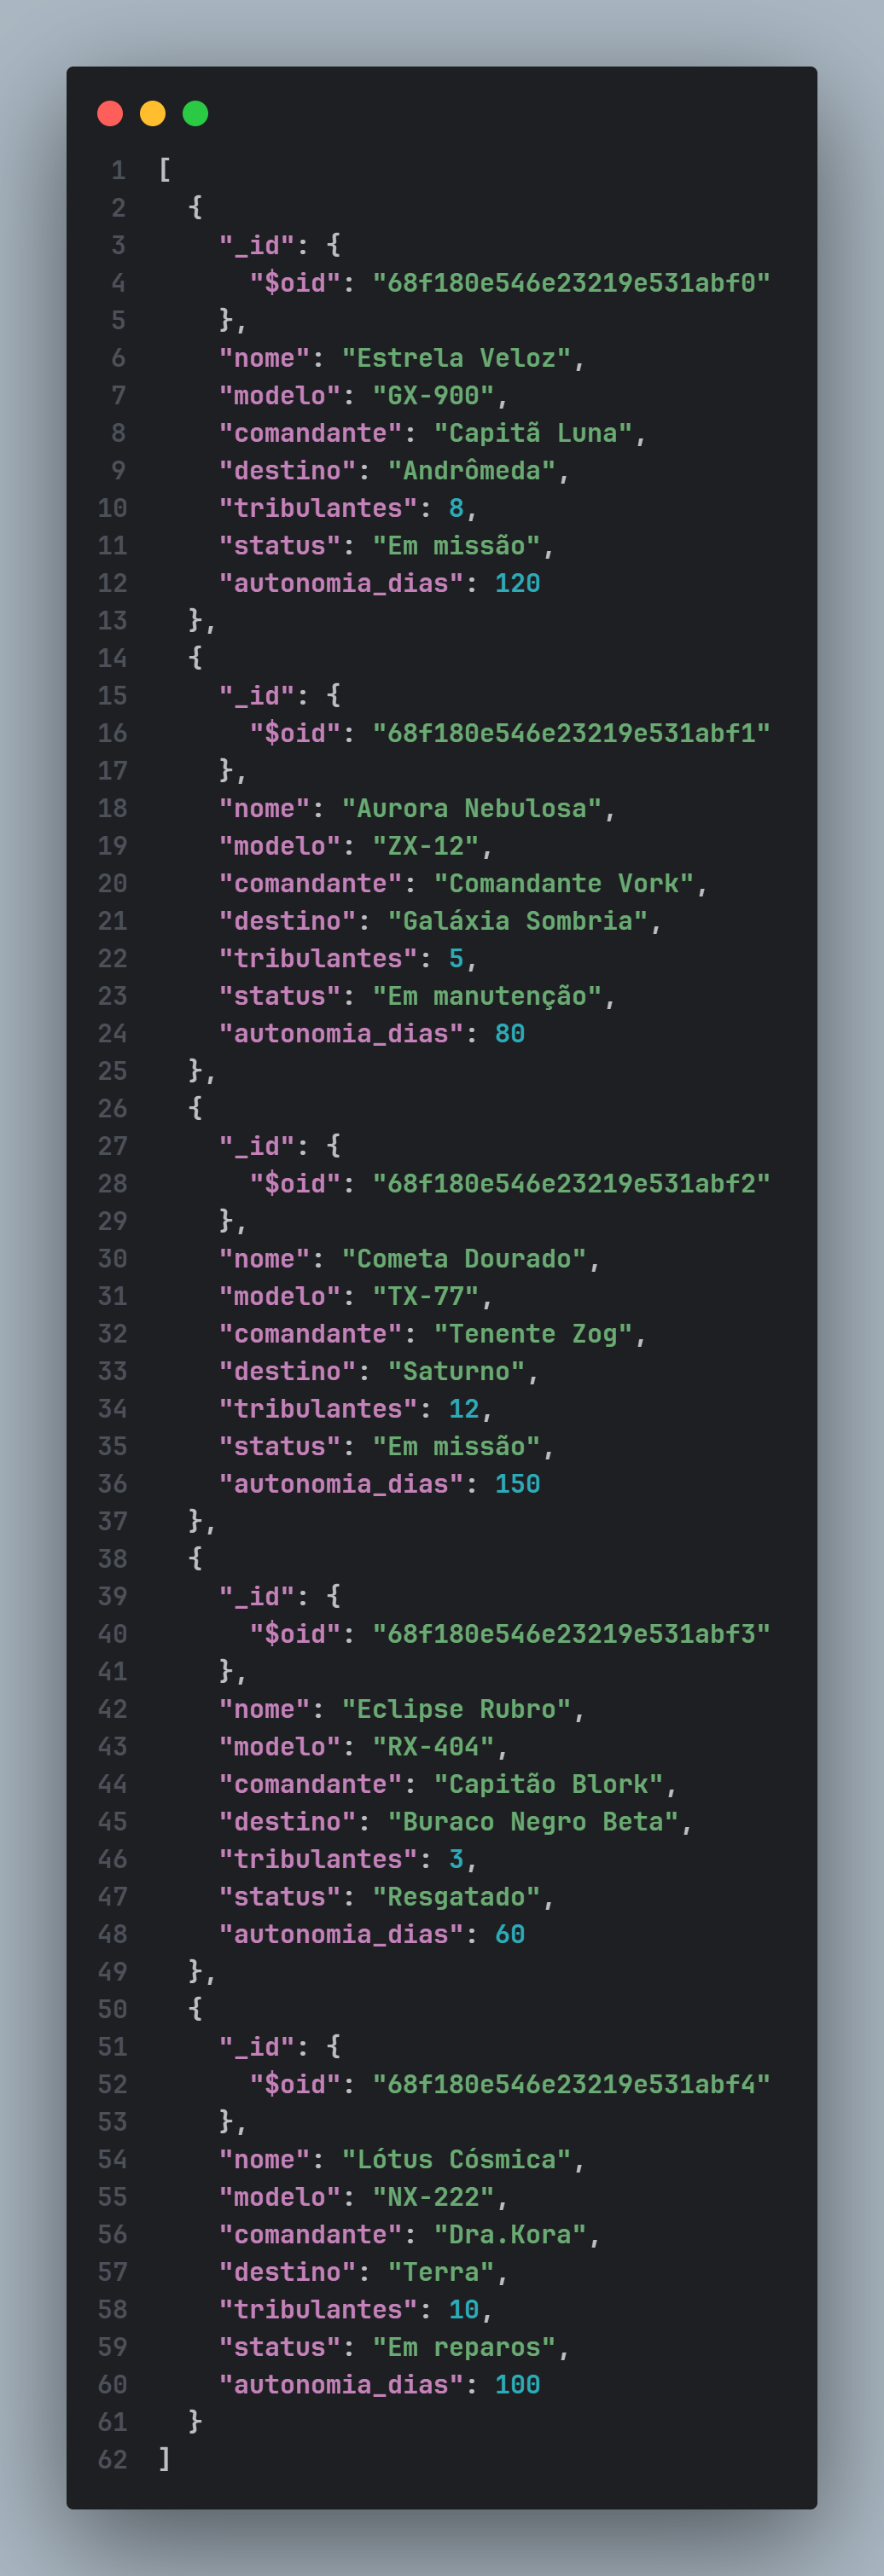 1 [
2   {
3     "_id": {
4       "$oid": "68f180e546e23219e531abf0"
5     },
6     "nome": "Estrela Veloz",
7     "modelo": "GX-900",
8     "comandante": "Capitã Luna",
9     "destino": "Andrômeda",
10     "tribulantes": 8,
11     "status": "Em missão",
12     "autonomia_dias": 120
13   },
14   {
15     "_id": {
16       "$oid": "68f180e546e23219e531abf1"
17     },
18     "nome": "Aurora Nebulosa",
19     "modelo": "ZX-12",
20     "comandante": "Comandante Vork",
21     "destino": "Galáxia Sombria",
22     "tribulantes": 5,
23     "status": "Em manutenção",
24     "autonomia_dias": 80
25   },
26   {
27     "_id": {
28       "$oid": "68f180e546e23219e531abf2"
29     },
30     "nome": "Cometa Dourado",
31     "modelo": "TX-77",
32     "comandante": "Tenente Zog",
33     "destino": "Saturno",
34     "tribulantes": 12,
35     "status": "Em missão",
36     "autonomia_dias": 150
37   },
38   {
39     "_id": {
40       "$oid": "68f180e546e23219e531abf3"
41     },
42     "nome": "Eclipse Rubro",
43     "modelo": "RX-404",
44     "comandante": "Capitão Blork",
45     "destino": "Buraco Negro Beta",
46     "tribulantes": 3,
47     "status": "Resgatado",
48     "autonomia_dias": 60
49   },
50   {
51     "_id": {
52       "$oid": "68f180e546e23219e531abf4"
53     },
54     "nome": "Lótus Cósmica",
55     "modelo": "NX-222",
56     "comandante": "Dra.Kora",
57     "destino": "Terra",
58     "tribulantes": 10,
59     "status": "Em reparos",
60     "autonomia_dias": 100
61   }
62 ]